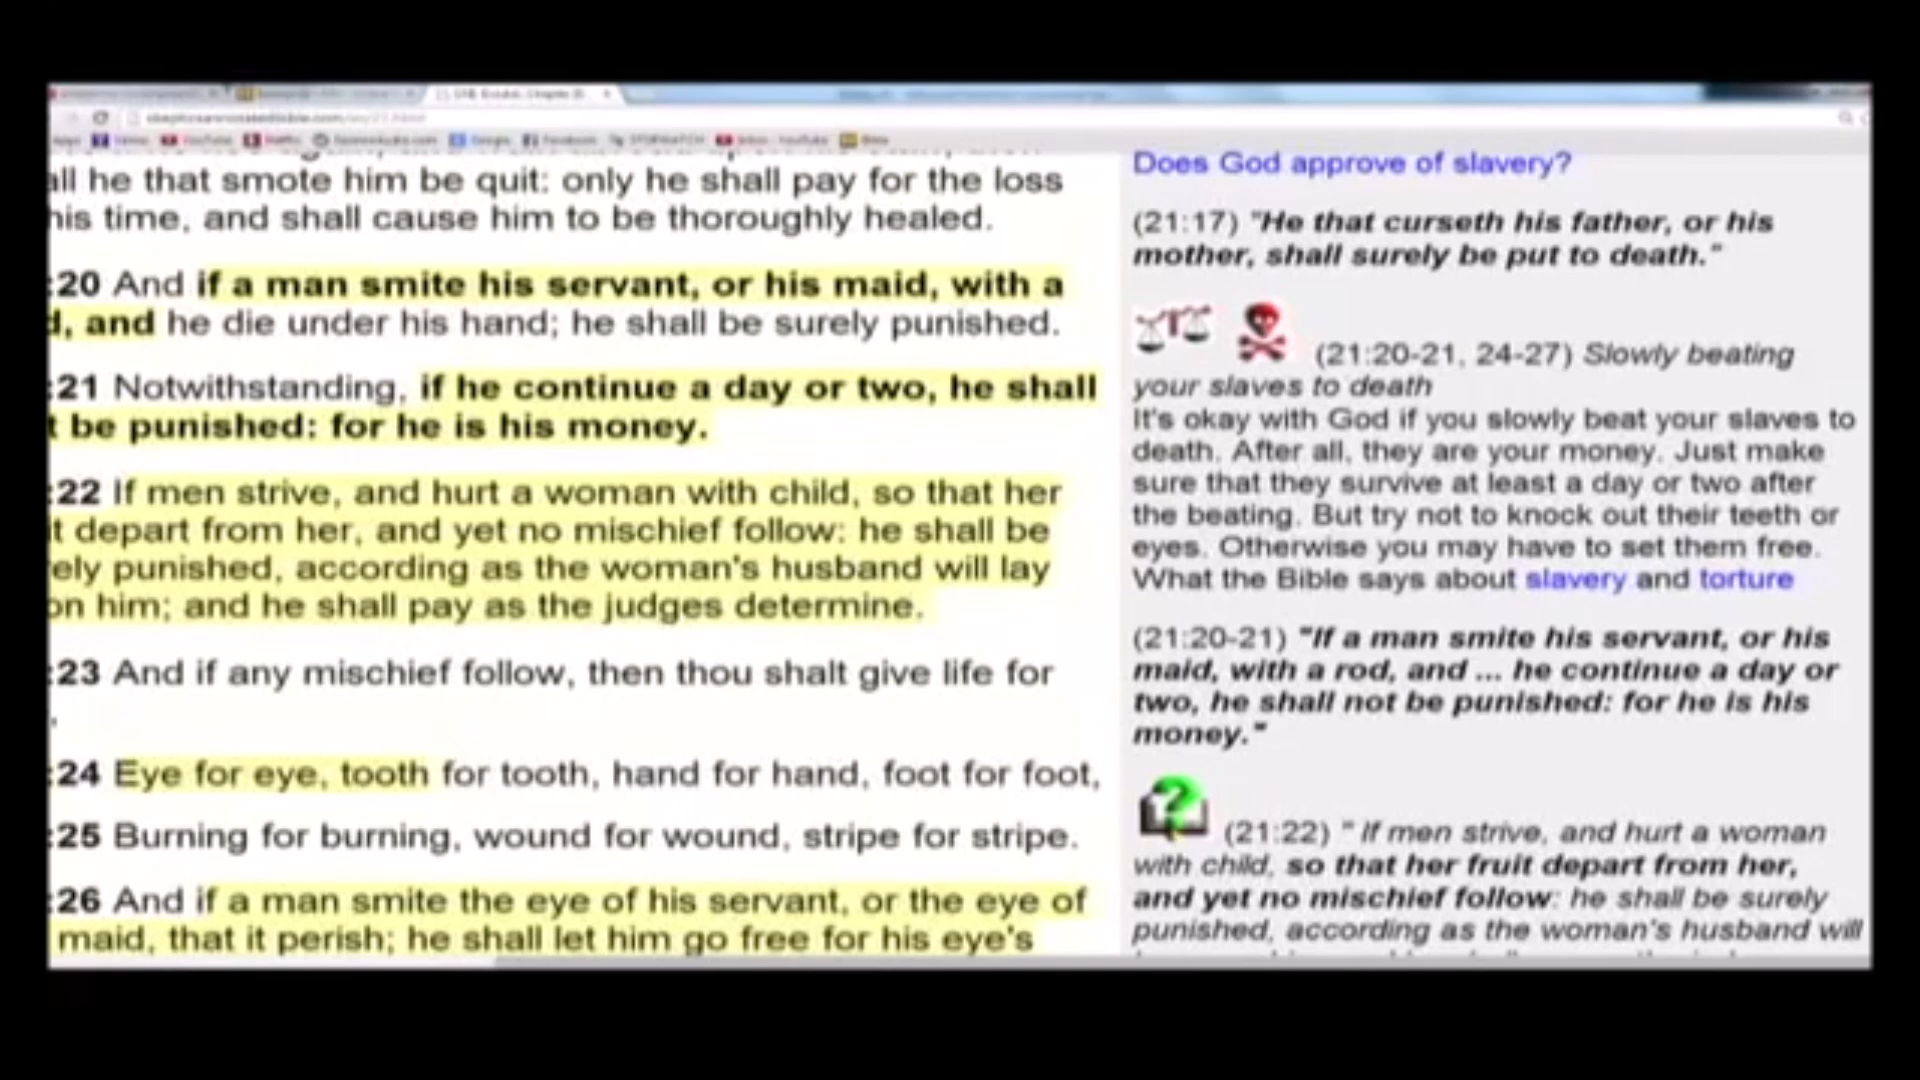 all he that smote him be quit: only he shall pay for the loss
his time, and shall cause him to be thoroughly healed.
:20 And if a man smite his servant, or his maid, with a
d, and he die under his hand; he shall be surely punished.
:21 Notwithstanding, if he continue a day or two, he shall
t be punished: for he is his money.
:22 If men strive, and hurt a woman with child, so that her
it depart from her, and yet no mischief follow: he shall be
ely punished, according as the woman's husband will lay
on him; and he shall pay as the judges determine.
:23 And if any mischief follow, then thou shalt give life for
:24 Eye for eye, tooth for tooth, hand for hand, foot for foot,
:25 Burning for burning, wound for wound, stripe for stripe.
:26 And if a man smite the eye of his servant, or the eye of
maid, that it perish; he shall let him go free for his eye's
Does God approve of slavery?
(21:17) "He that curseth his father, or his
mother, shall surely be put to death."
(21:20-21, 24-27) Slowly beating
your slaves to death
It's okay with God if you slowly beat your slaves to
death. After all, they are your money. Just make
sure that they survive at least a day or two after
the beating. But try not to knock out their teeth or
eyes. Otherwise you may have to set them free.
What the Bible says about slavery and torture
(21:20-21) "If a man smite his servant, or his
maid, with a rod, and ... he continue a day or
two, he shall not be punished: for he is his
money."
(21:22) " If men strive, and hurt a woman
with child, so that her fruit depart from her,
and yet no mischief follow: he shall be surely
punished, according as the woman's husband will